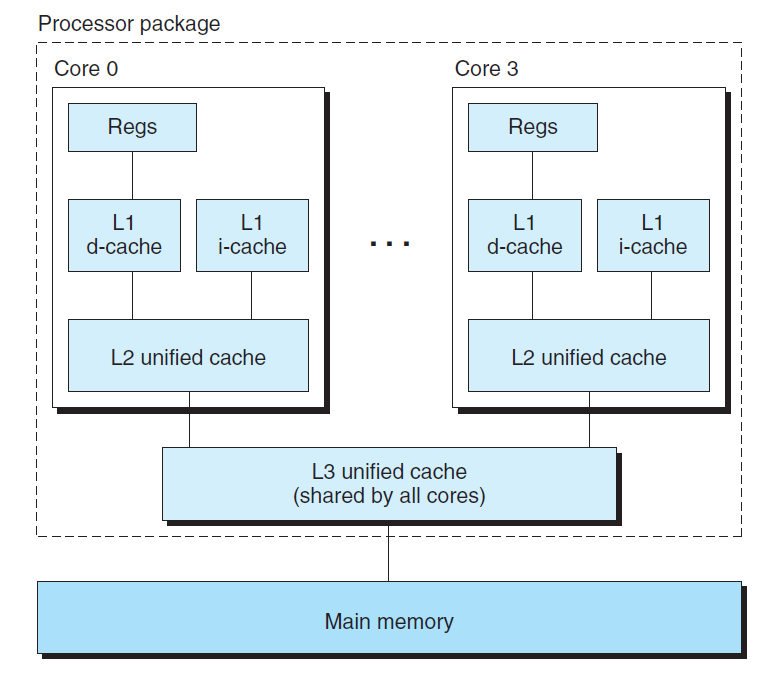 Processor package
Core 0
Core 3
Regs
Regs
L1
d-cache
L1
i-cache
. . .
L1
d-cache
L1
i-cache
L2 unified cache
L2 unified cache
L3 unified cache
(shared by all cores)
Main memory